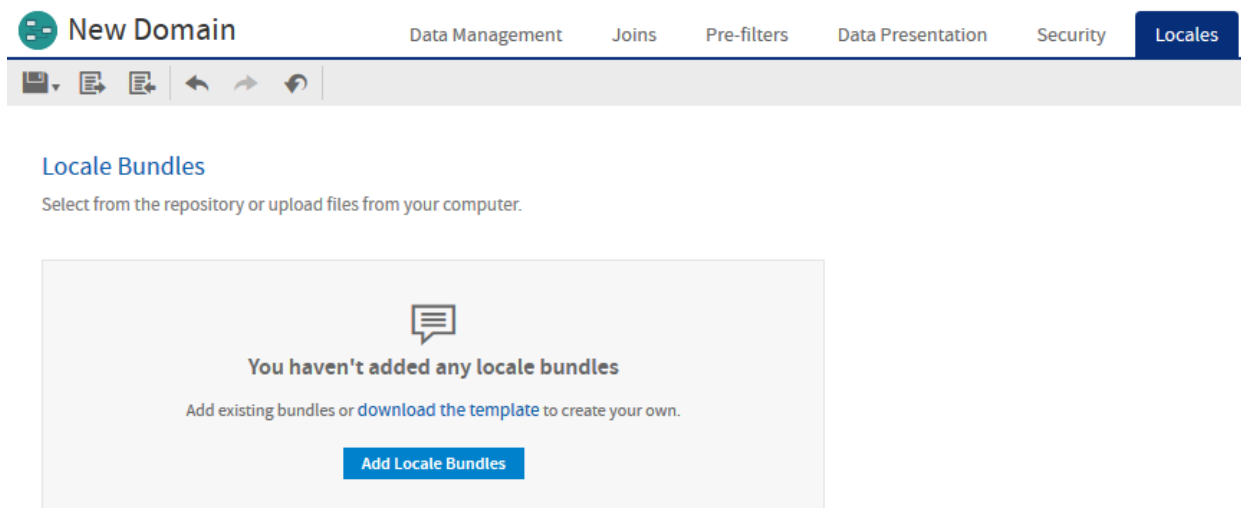 New Domain
Data Management Joins Pre-filters Data Presentation Security Locales
Locale Bundles
Select from the repository or upload files from your computer.
You haven't added any locale bundles
Add existing bundles or download the template to create your own.
Add Locale Bundles